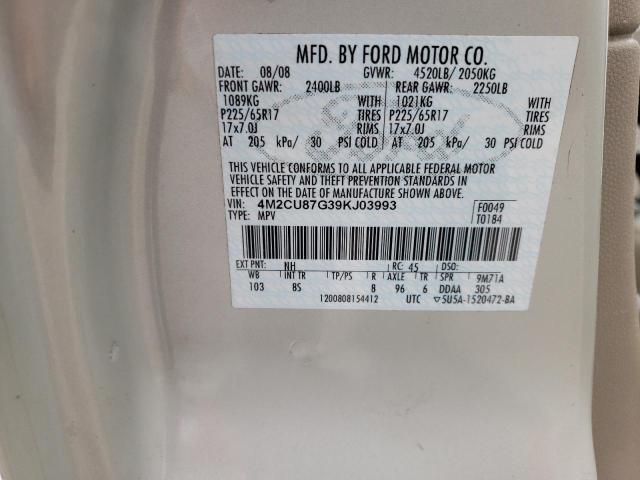 MFD. BY FORD MOTOR CO.
DATE: 08/08 GVWR: 4520LB/ 2050KG
FRONT GAWR: 2400LB REAR GAWR: 2250LB
1089KG WITH 1021KG WITH
P225/65R17 TIRES P225/65R17 TIRES
17x7.0J RIMS 17x7.0J RIMS
AT 205 kPa/ 30 PSI COLD AT 205 kPa/ 30 PSI COLD
THIS VEHICLE CONFORMS TO ALL APPLICABLE FEDERAL MOTOR
VEHICLE SAFETY AND THEFT PREVENTION STANDARDS IN
EFFECT ON THE DATE OF MANUFACTURE SHOWN ABOVE.
VIN: 4M2CU87G39KJ03993 F0049
TYPE: MPV T0184
EXT PNT: NH RC: 45 DSO:
WB INT TR TP/PS R AXLE TR SPR 9M71A
103 8S 8 96 6 DDAA 305
1200808154412 UTC ▽5U5A-1520472-BA